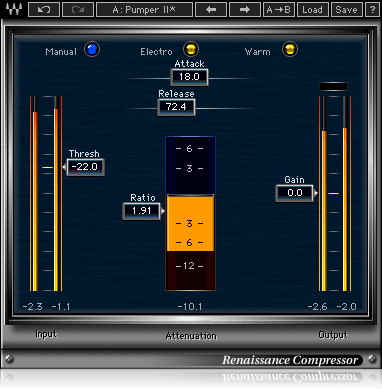 A: Pumper II* A→B Load Save ?
Manual Electro Warm
Attack
18.0
Release
72.4
Thresh
-22.0
Ratio
1.91
Gain
0.0
6
3
3
6
12
-2.3 -1.1 -10.1 -2.6 -2.0
Input Attenuation Output
Renaissance Compressor